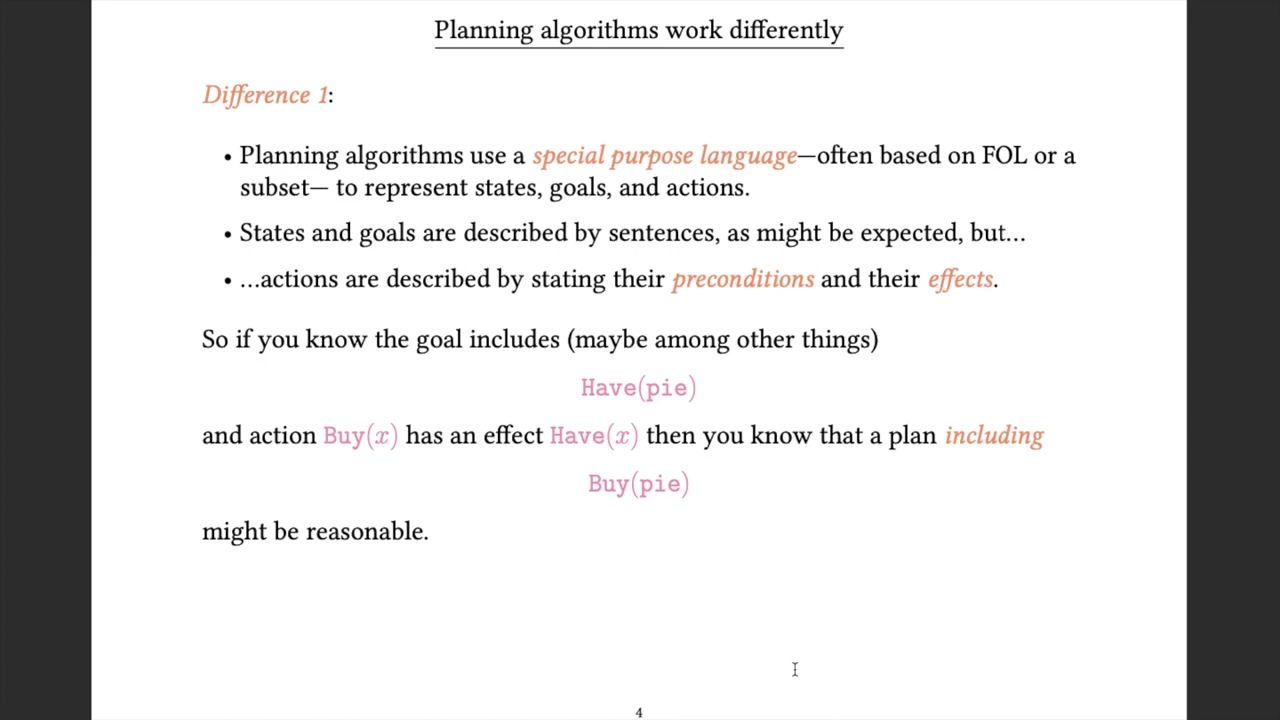 Planning algorithms work differently
Difference 1:
• Planning algorithms use a special purpose language—often based on FOL or a
subset— to represent states, goals, and actions.
• States and goals are described by sentences, as might be expected, but…
• …actions are described by stating their preconditions and their effects.
So if you know the goal includes (maybe among other things)
Have(pie)
and action Buy(x) has an effect Have(x) then you know that a plan including
Buy(pie)
might be reasonable.
4